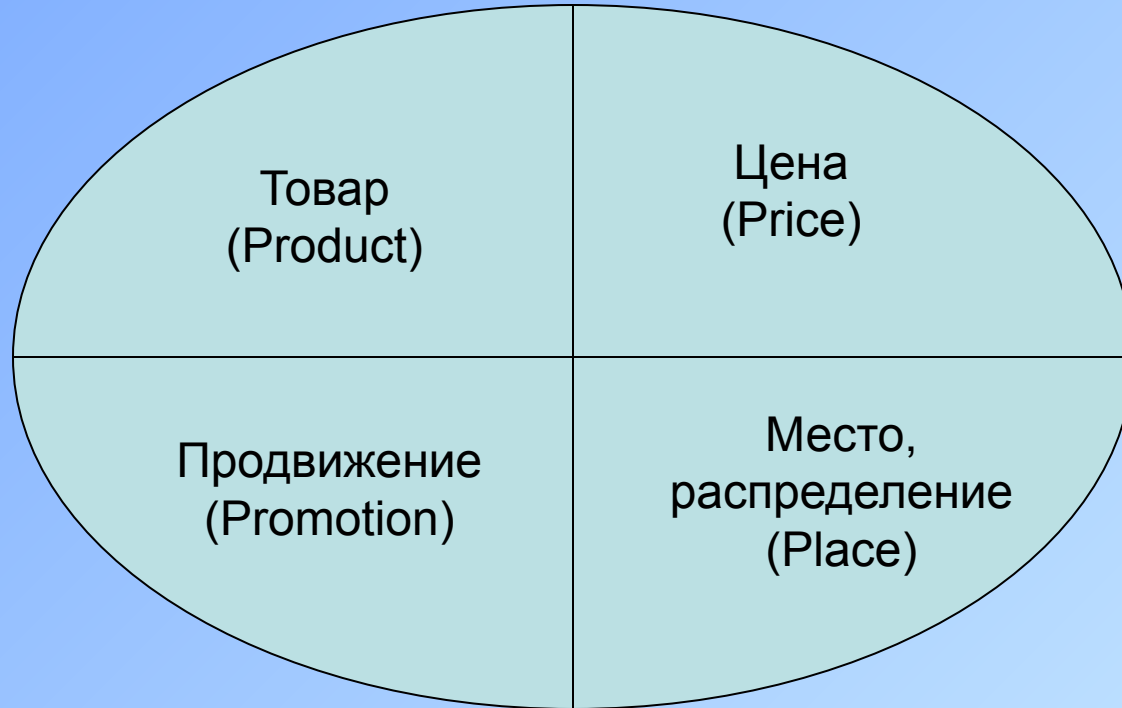 Товар
(Product)
Цена
(Price)
Продвижение
(Promotion)
Место,
распределение
(Place)